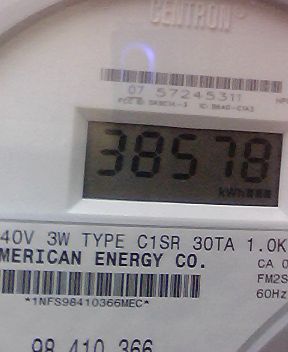 CENTRON®
07 57245311
38578
kWh
40V 3W TYPE C1SR 30TA 1.0K
MERICAN ENERGY CO.
CA 0
*1NFS98410366MEC*
FM2S
60Hz
98 410 366